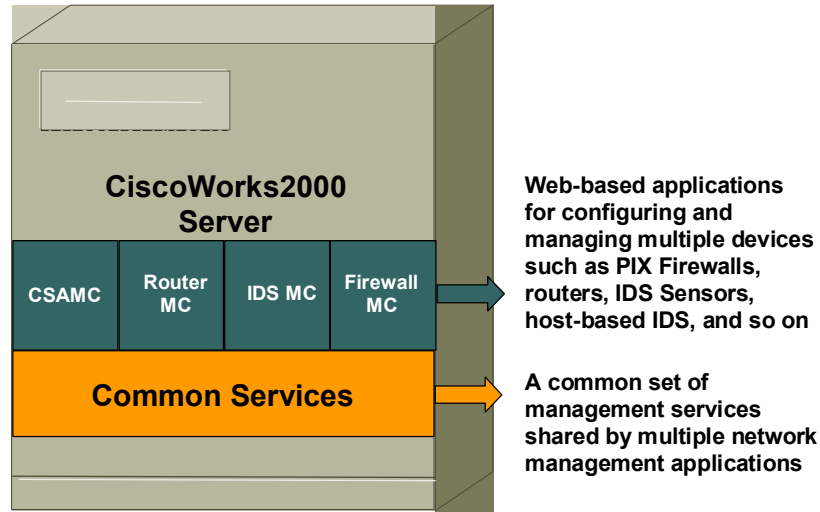 CiscoWorks2000
Server
CSAMC
Router
MC
IDS MC
Firewall
MC
Web-based applications
for configuring and
managing multiple devices
such as PIX Firewalls,
routers, IDS Sensors,
host-based IDS, and so on
Common Services
A common set of
management services
shared by multiple network
management applications